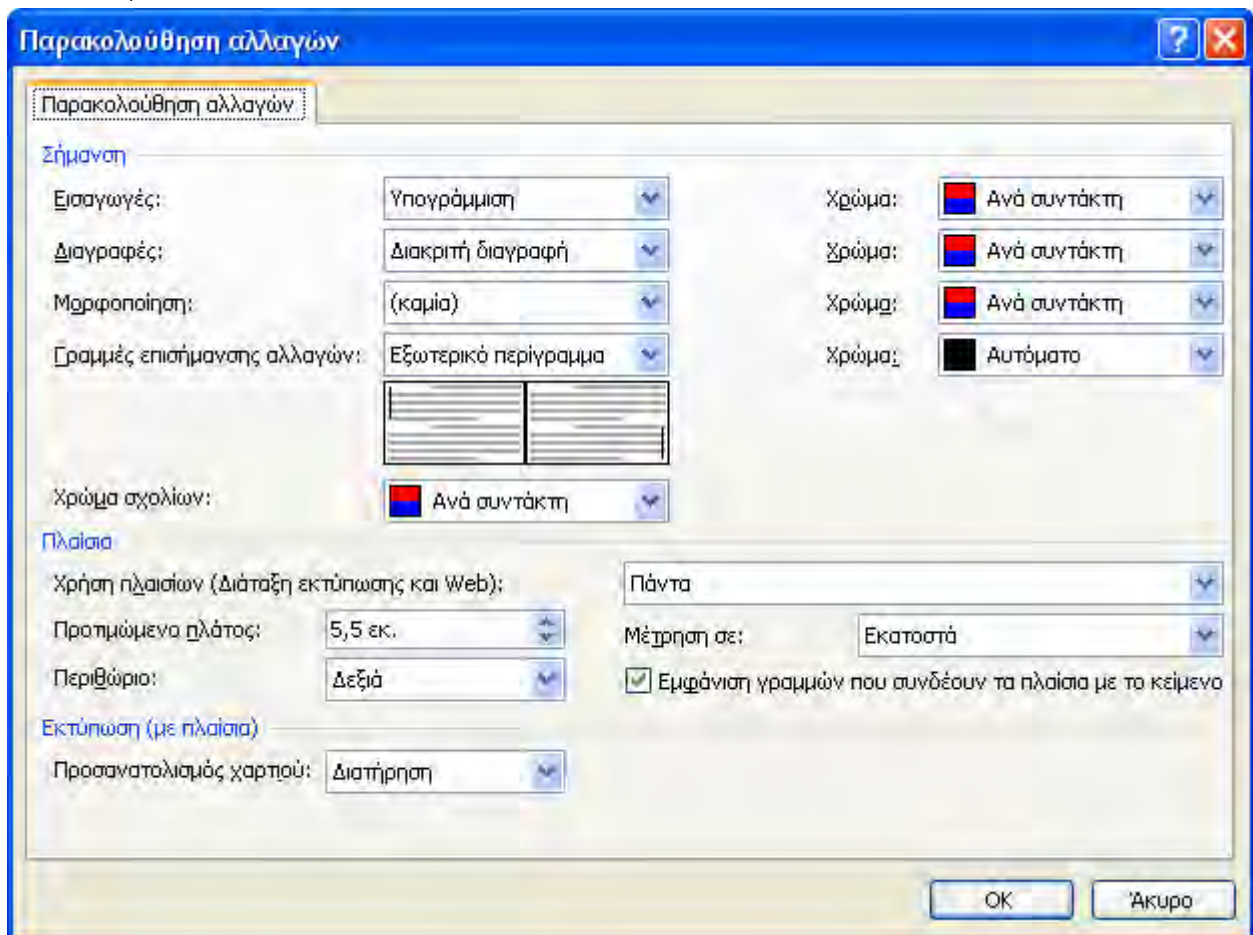 Παρακολούθηση αλλαγών
Παρακολούθηση αλλαγών
Σήμανση
Εισαγωγές: Υπογράμμιση Χρώμα: Ανά συντάκτη
Διαγραφές: Διακριτή διαγραφή Χρώμα: Ανά συντάκτη
Μορφοποίηση: (καμία) Χρώμα: Ανά συντάκτη
Γραμμές επισήμανσης αλλαγών: Εξωτερικό περίγραμμα Χρώμα: Αυτόματο
Χρώμα σχολίων: Ανά συντάκτη
Πλαίσια
Χρήση πλαισίων (Διάταξη εκτύπωσης και Web): Πάντα
Προτιμώμενο πλάτος: 5,5 εκ. Μέτρηση σε: Εκατοστά
Περιθώριο: Δεξιά Εμφάνιση γραμμών που συνδέουν τα πλαίσια με το κείμενο
Εκτύπωση (με πλαίσια)
Προσανατολισμός χαρτιού: Διατήρηση
OK Άκυρο